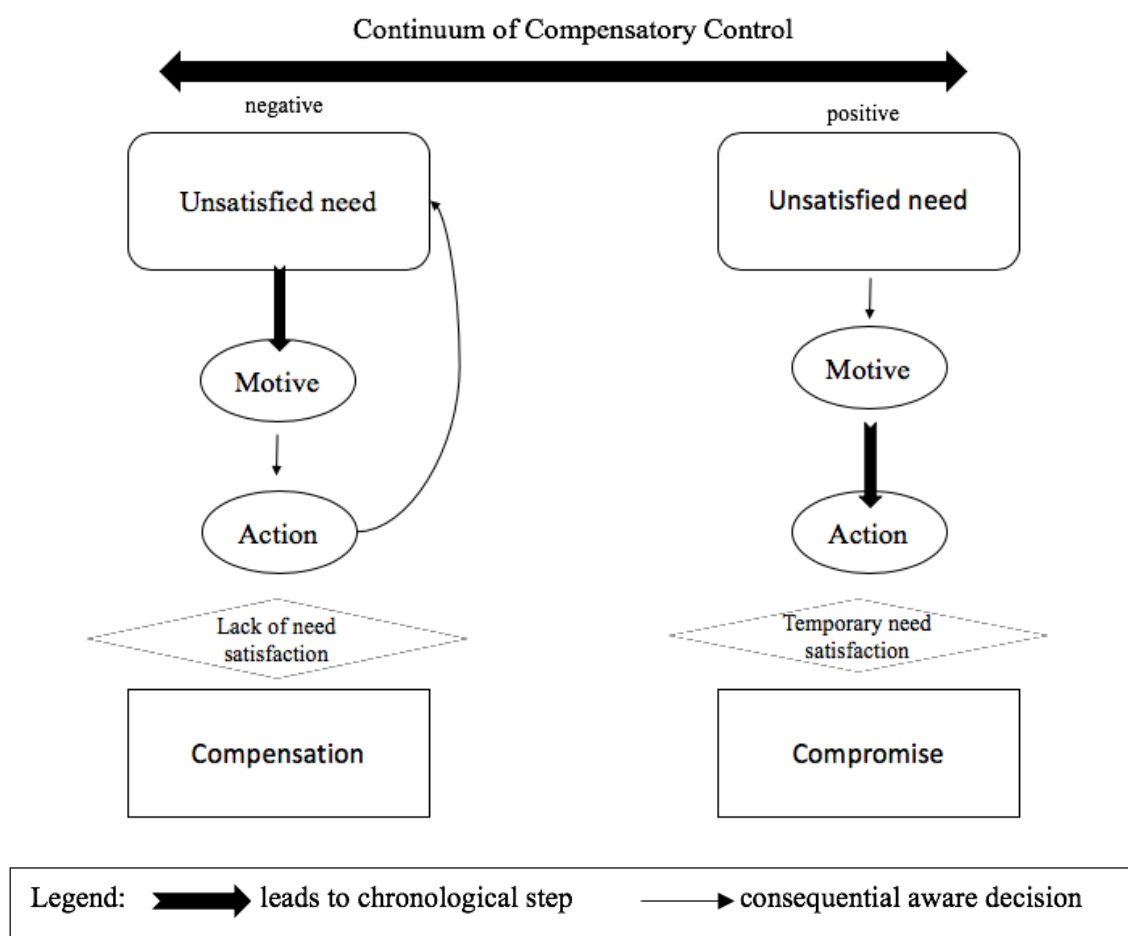 Continuum of Compensatory Control
negative
positive
Unsatisfied need
Unsatisfied need
Motive
Motive
Action
Action
Lack of need
satisfaction
Temporary need
satisfaction
Compensation
Compromise
Legend: leads to chronological step consequential aware decision